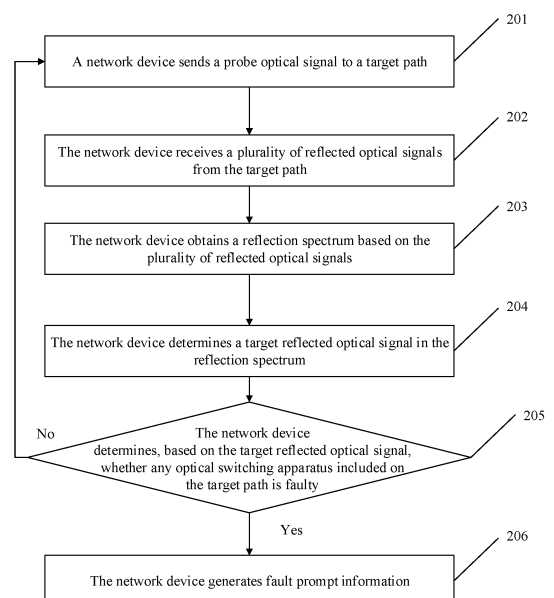 201
A network device sends a probe optical signal to a target path
202
The network device receives a plurality of reflected optical signals
from the target path
203
The network device obtains a reflection spectrum based on the
plurality of reflected optical signals
204
The network device determines a target reflected optical signal in the
reflection spectrum
205
No
The network device
determines, based on the target reflected optical signal,
whether any optical switching apparatus included on
the target path is faulty
Yes
206
The network device generates fault prompt information